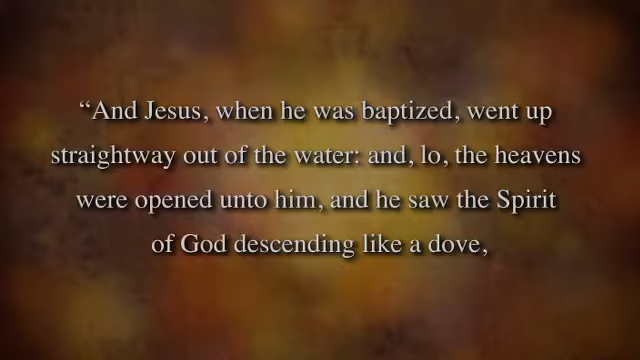 “And Jesus, when he was baptized, went up
straightway out of the water: and, lo, the heavens
were opened unto him, and he saw the Spirit
of God descending like a dove,